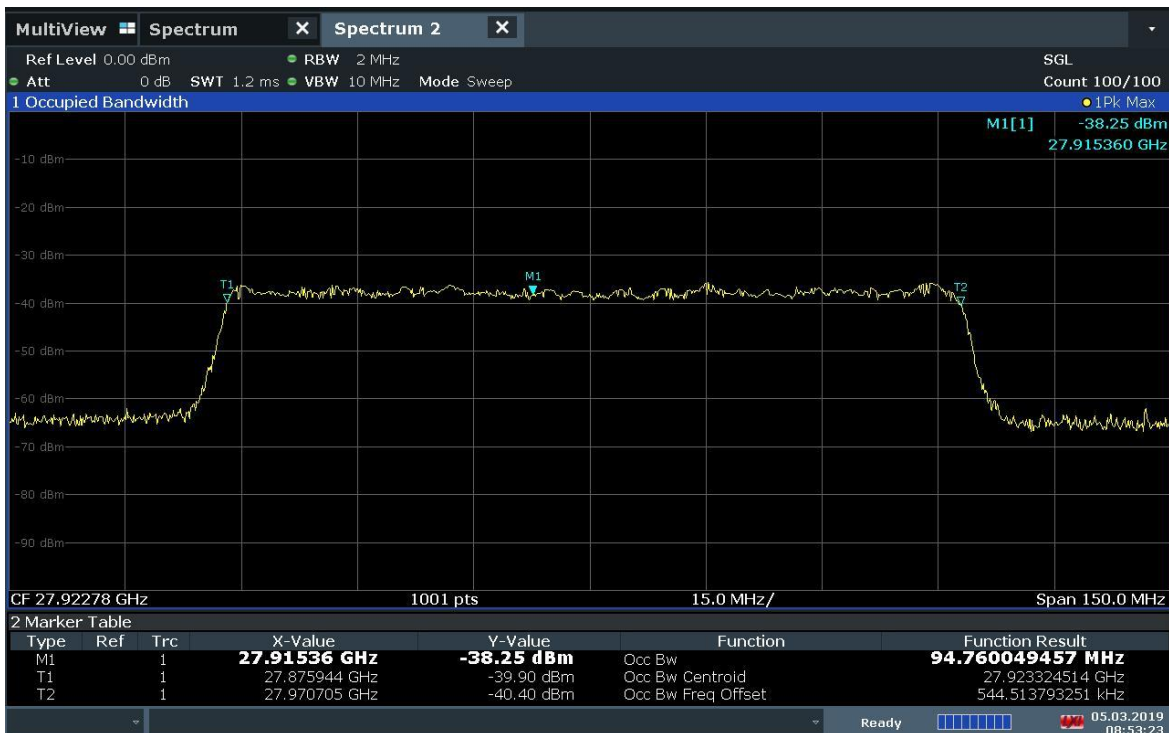 MultiView Spectrum X Spectrum 2 X
Ref Level 0.00 dBm RBW 2 MHz SGL
Att 0 dB SWT 1.2 ms VBW 10 MHz Mode Sweep Count 100/100
1 Occupied Bandwidth 1Pk Max
M1[1] -38.25 dBm
27.915360 GHz
-10 dBm
-20 dBm
-30 dBm
M1
T1
T2
-40 dBm
-50 dBm
-60 dBm
-70 dBm
-80 dBm
-90 dBm
CF 27.92278 GHz 1001 pts 15.0 MHz/ Span 150.0 MHz
2 Marker Table
Type Ref Trc X-Value Y-Value Function Function Result
M1 1 27.91536 GHz -38.25 dBm Occ Bw 94.760049457 MHz
T1 1 27.875944 GHz -39.90 dBm Occ Bw Centroid 27.923324514 GHz
T2 1 27.970705 GHz -40.40 dBm Occ Bw Freq Offset 544.513793251 kHz
Ready LXI 05.03.2019
08:53:23